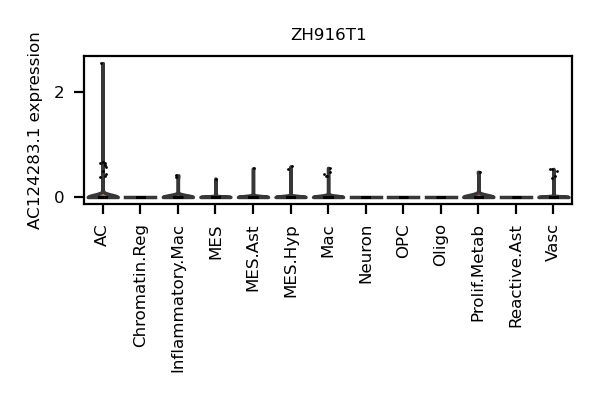 ZH916T1
AC124283.1 expression
2
0
AC
Chromatin.Reg
Inflammatory.Mac
MES
MES.Ast
MES.Hyp
Mac
Neuron
OPC
Oligo
Prolif.Metab
Reactive.Ast
Vasc